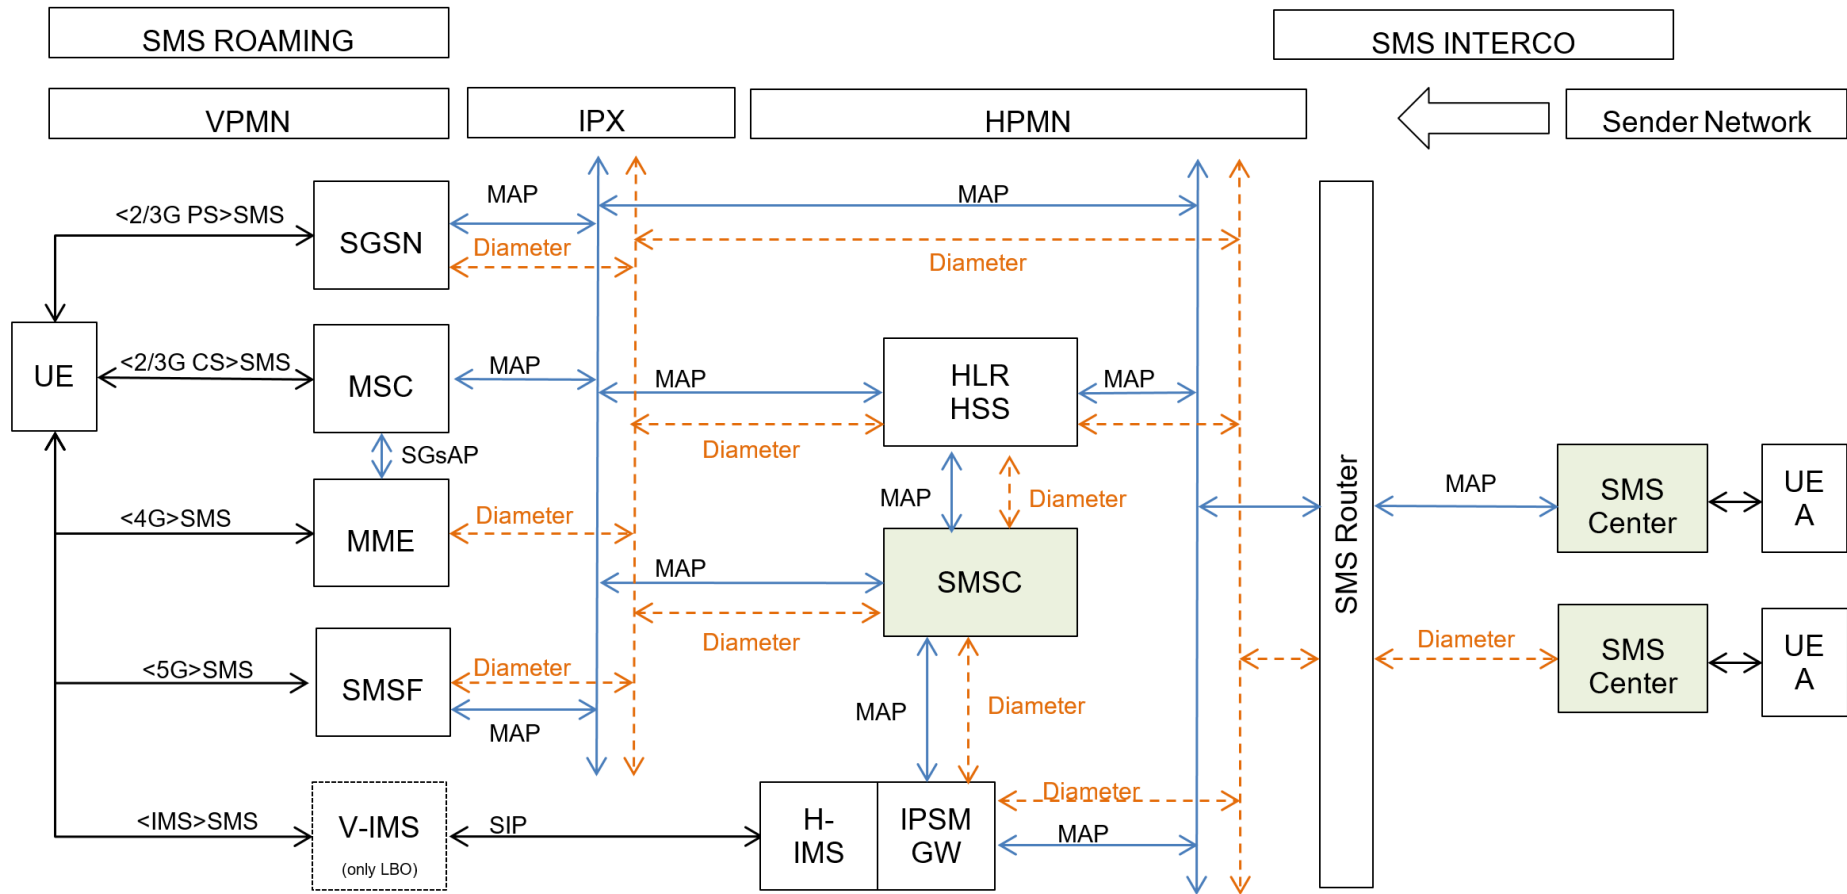 SMS ROAMING
SMS INTERCO
VPMN
IPX
HPMN
Sender Network
<2/3G PS>SMS
SGSN
MAP
Diameter
MAP
Diameter
UE
<2/3G CS>SMS
MSC
MAP
MAP
HLR
HSS
MAP
Diameter
SGsAP
MAP
Diameter
<4G>SMS
MME
Diameter
MAP
SMSC
Diameter
SMS Router
MAP
SMS
Center
UE
A
Diameter
SMS
Center
UE
A
<5G>SMS
SMSF
Diameter
MAP
MAP
Diameter
<IMS>SMS
V-IMS
(only LBO)
SIP
H-
IMS
IPSM
GW
Diameter
MAP